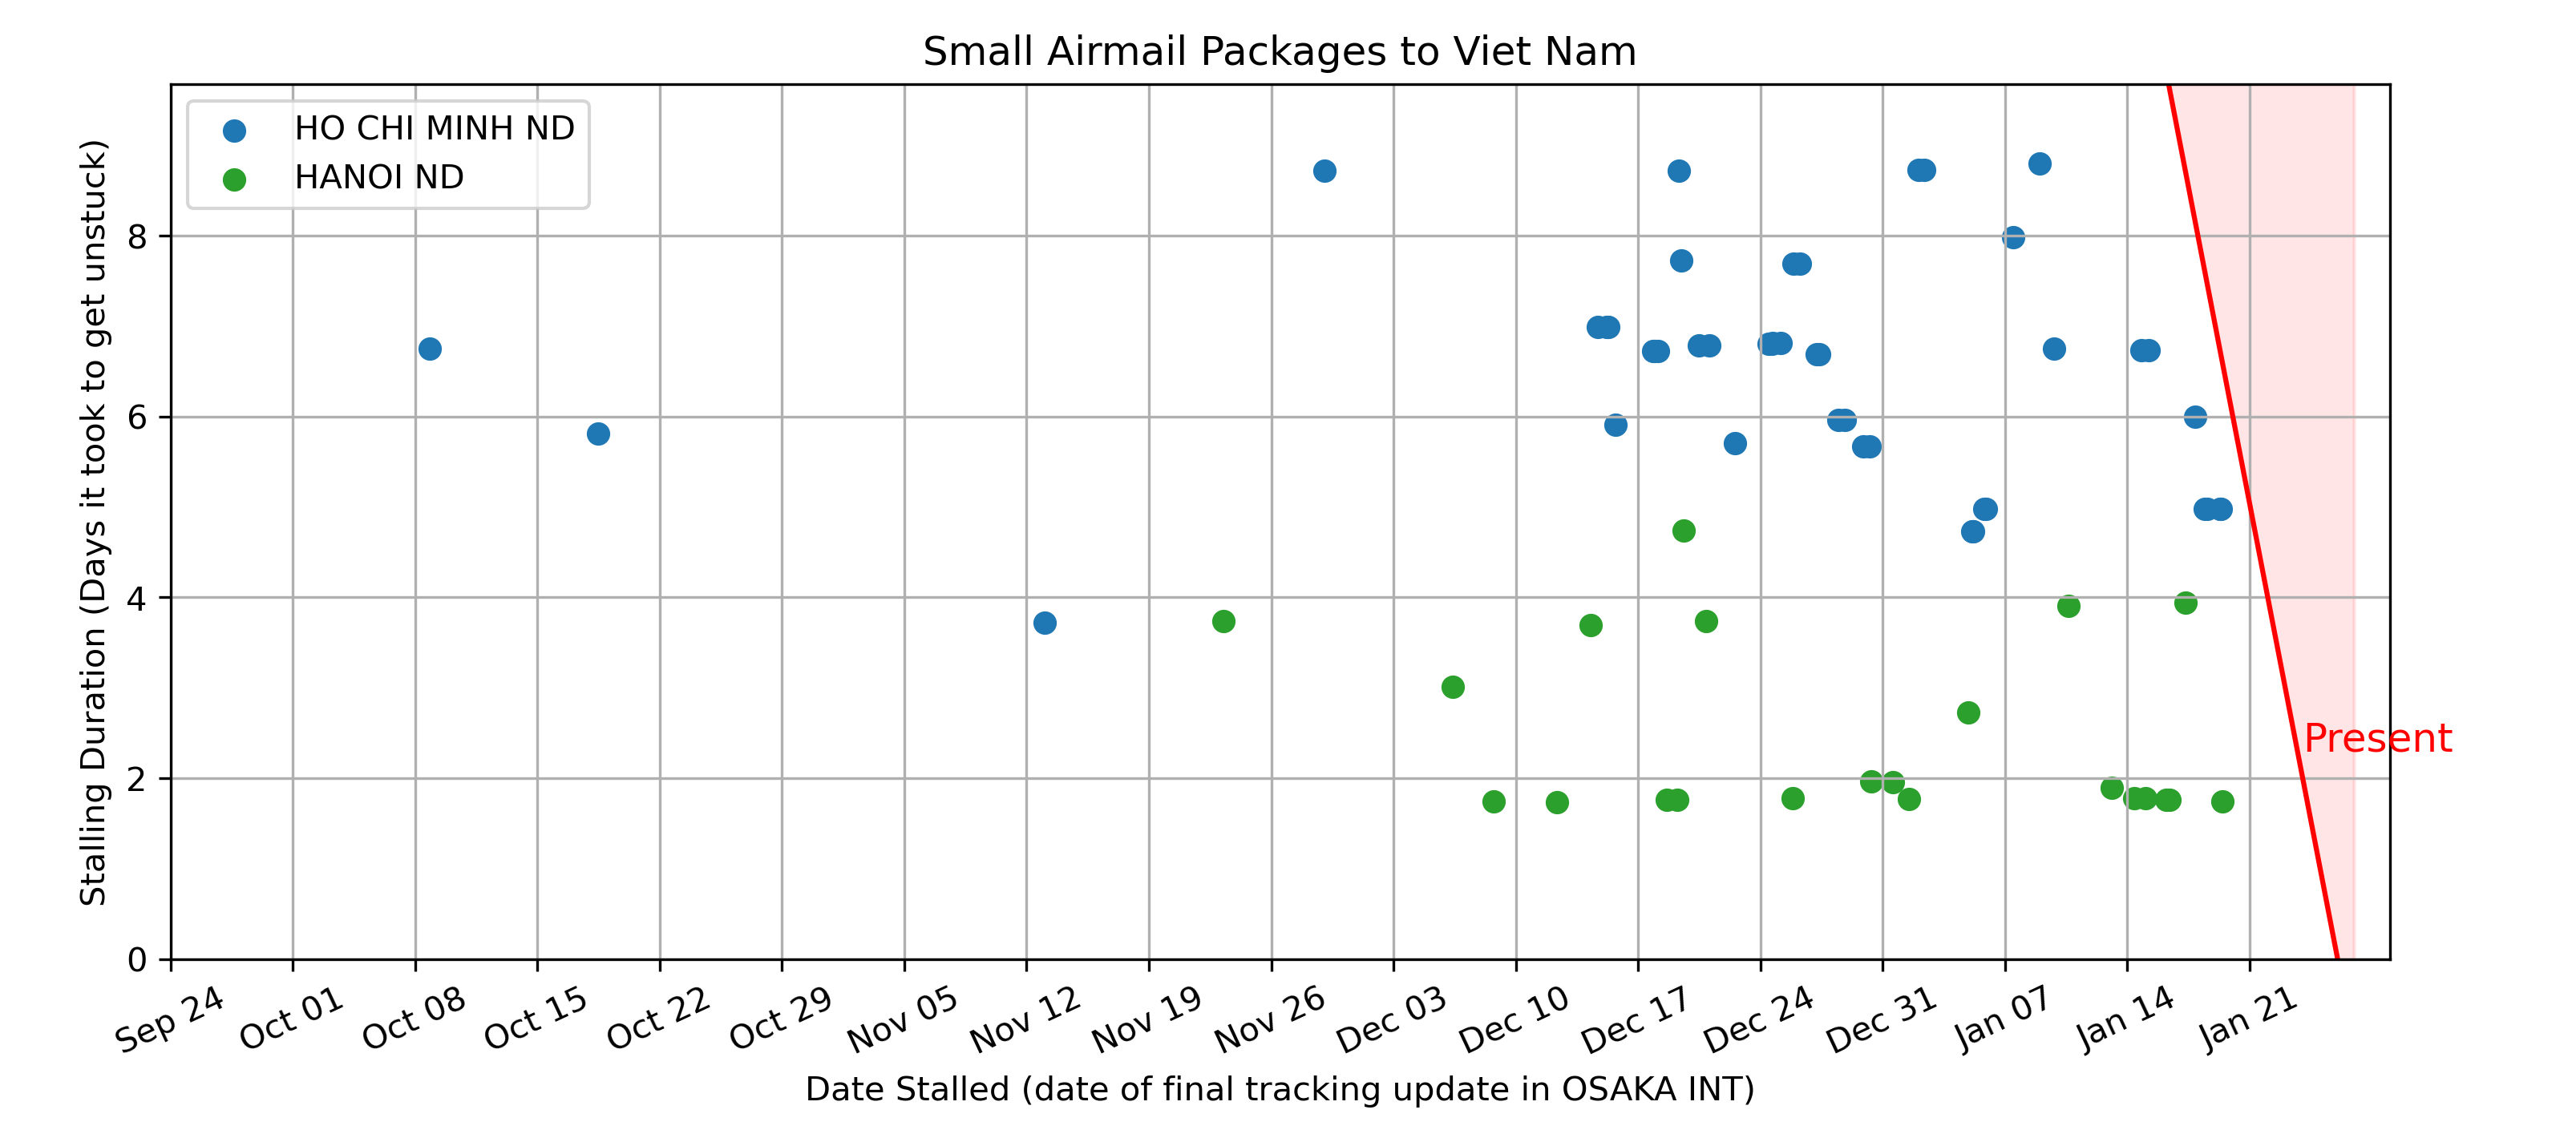 Small Airmail Packages to Viet Nam
HO CHI MINH ND
HANOI ND
Stalling Duration (Days it took to get unstuck)
8
6
4
2
0
Present
Sep 24
Oct 01
Oct 08
Oct 15
Oct 22
Oct 29
Nov 05
Nov 12
Nov 19
Nov 26
Dec 03
Dec 10
Dec 17
Dec 24
Dec 31
Jan 07
Jan 14
Jan 21
Date Stalled (date of final tracking update in OSAKA INT)